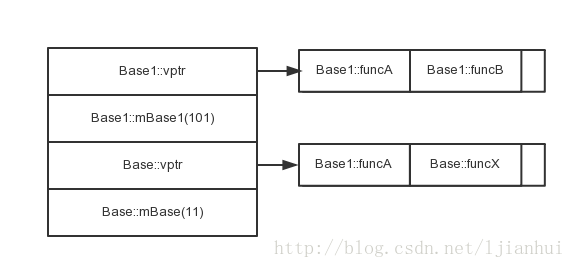 Base1::vptr
Base1::funcA
Base1::funcB
Base1::mBase1(101)
Base::vptr
Base1::funcA
Base::funcX
Base::mBase(11)
http://blog.csdn.net/ljianhui